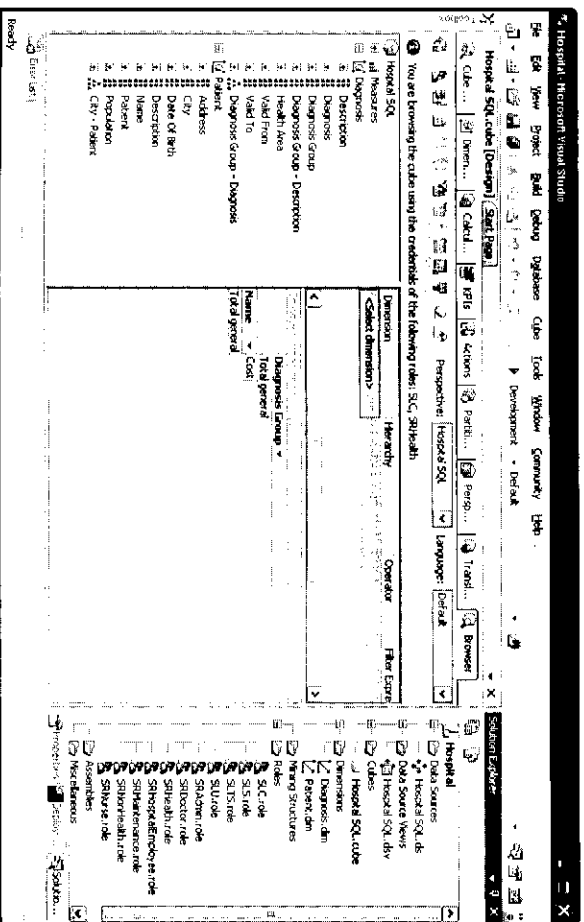 Hospital - Microsoft Visual Studio
File Edit View Project Build Debug Database Cube Tools Window Community Help
Development Default
Hospital SQL.cube [Design] Start Page
Cube ... Dimen... Calcul... KPIs Actions Partiti... Persp... Transl... Browser
Perspective: Hospital SQL Language: Default
You are browsing the cube using the credentials of the following roles: SLC, SRHealth
Hospital SQL
Measures
Diagnosis
Description
Diagnosis
Diagnosis Group
Diagnosis Group - Description
Health Area
Valid From
Valid To
Diagnosis Group - Diagnosis
Patient
Address
City
Date Of Birth
Description
Name
Patient
Population
City - Patient
Dimension Hierarchy Operator Filter Expre
<Select dimension>
Diagnosis Group
Total general
Name Cost
Total general
Solution Explorer
Hospital
Data Sources
Hospital SQL.ds
Data Source Views
Hospital SQL.dsv
Cubes
Hospital SQL.cube
Dimensions
Diagnosis.dim
Patient.dim
Mining Structures
Roles
SLC.role
SLS.role
SLTS.role
SLU.role
SRAdmn.role
SRDoctor.role
SRHealth.role
SRHospitalEmployee.role
SRMaintenance.role
SRNonHealth.role
SRNurse.role
Assemblies
Miscellaneous
Properties Deploy Solutio...
Error List
Ready